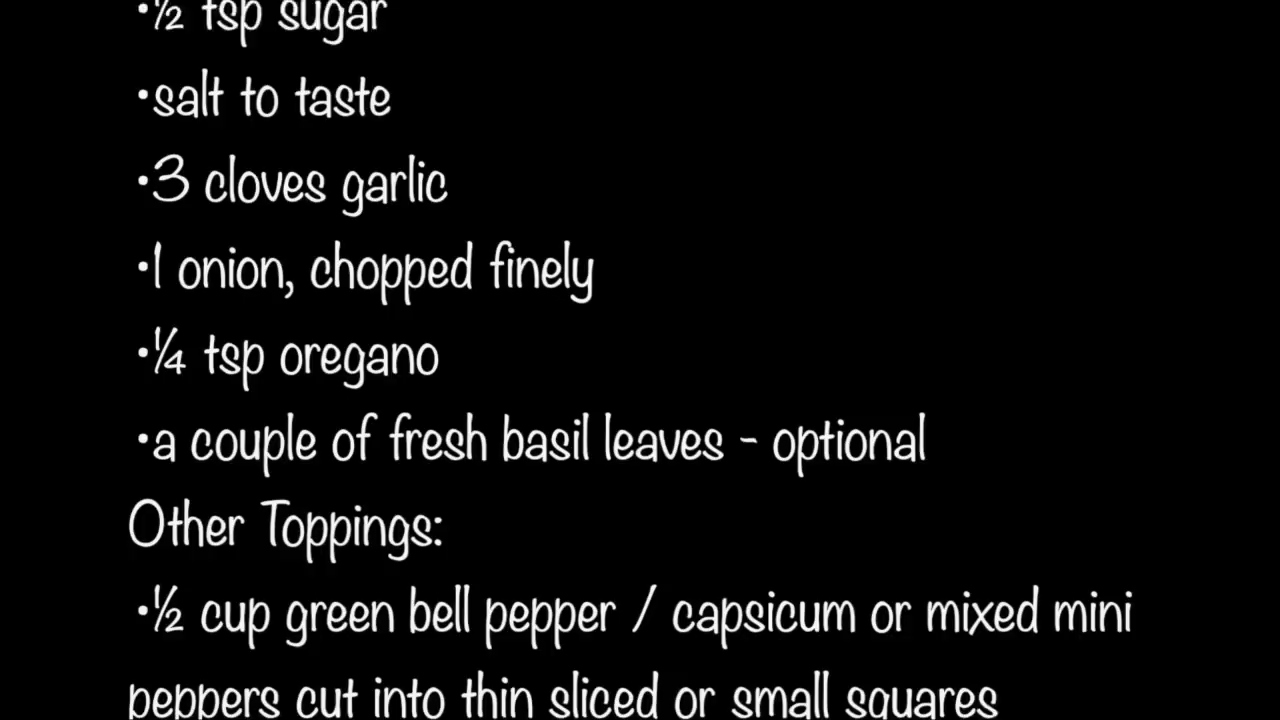 •½ tsp sugar
•salt to taste
•3 cloves garlic
•1 onion, chopped finely
•¼ tsp oregano
•a couple of fresh basil leaves - optional
Other Toppings:
•½ cup green bell pepper / capsicum or mixed mini
peppers cut into thin sliced or small squares